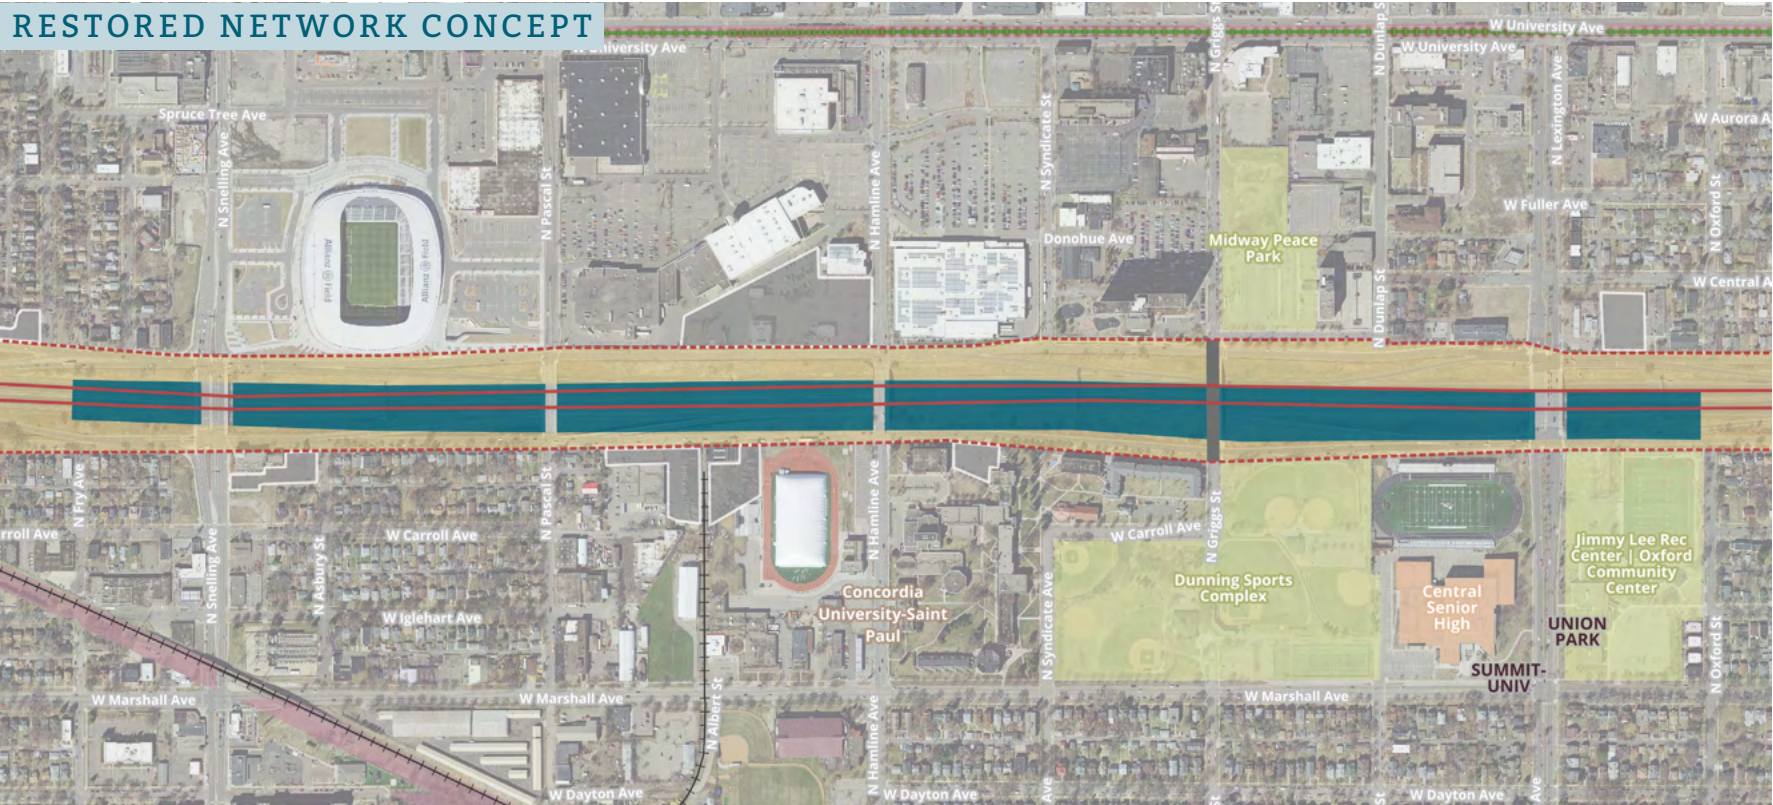 RESTORED NETWORK CONCEPT
W University Ave
W University Ave
W University Ave
N Griggs St
N Dunlap S
Spruce Tree Ave
N Snelling Ave
N Pascal St
N Hamline Ave
N Syndicate St
N Lexington Ave
W Aurora A
W Fuller Ave
N Oxford St
Allianz Field
Allianz Field
Donohue Ave
Midway Peace
Park
N Dunlap St
W Central A
N Fry Ave
rroll Ave
N Snelling Ave
N Asbury St
W Carroll Ave
N Pascal St
N Hamline Ave
W Carroll Ave
N Griggs St
W Iglehart Ave
Concordia
University-Saint
Paul
N Syndicate Ave
Dunning Sports
Complex
Central
Senior
High
Jimmy Lee Rec
Center | Oxford
Community
Center
UNION
PARK
SUMMIT-
UNIV
N Oxford St
W Marshall Ave
W Marshall Ave
W Marshall Ave
N Albert St
N Hamline Ave
W Dayton Ave
W Dayton Ave
Ave
St
St
W Dayton Ave
Ave